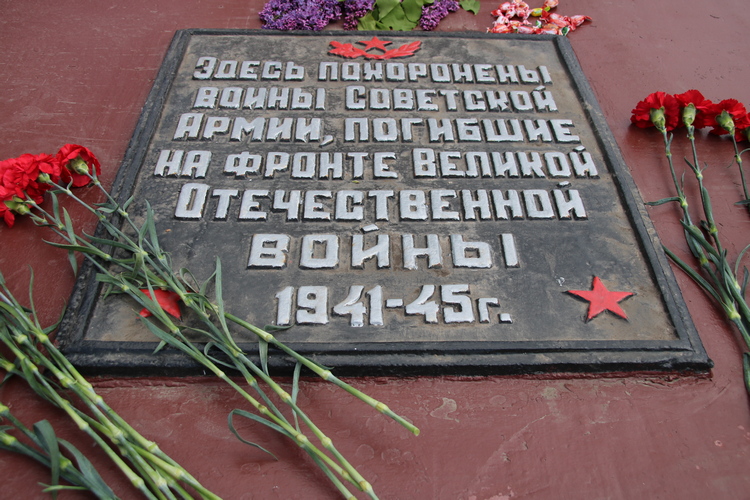 Здесь похоронены
воины Советской
Армии, погибшие
на фронте Великой
Отечественной
войны
1941-45г.